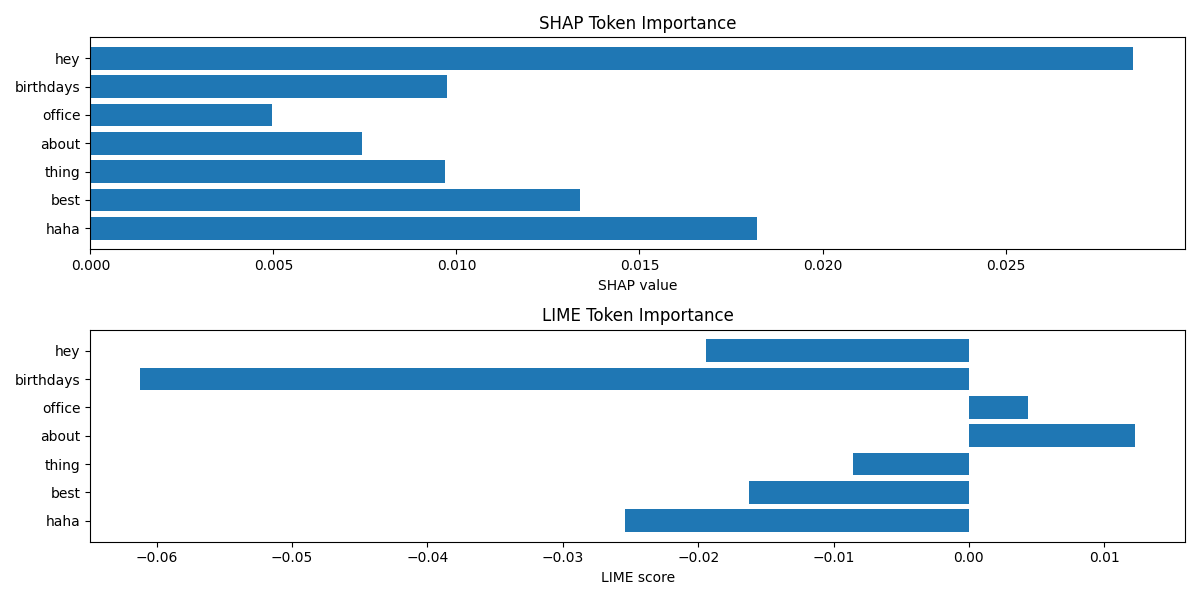 SHAP Token Importance
hey
birthdays
office
about
thing
best
haha
0.000 0.005 0.010 0.015 0.020 0.025
SHAP value
LIME Token Importance
hey
birthdays
office
about
thing
best
haha
−0.06 −0.05 −0.04 −0.03 −0.02 −0.01 0.00 0.01
LIME score